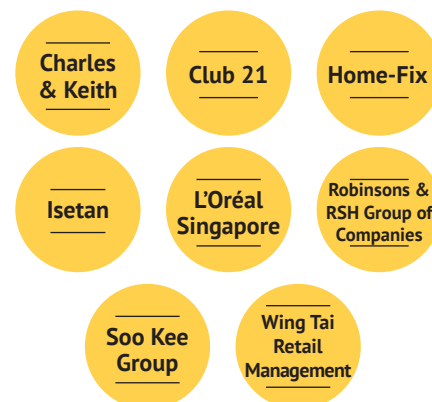 Charles
& Keith
Club 21
Home-Fix
Isetan
L'Oréal
Singapore
Robinsons &
RSH Group of
Companies
Soo Kee
Group
Wing Tai
Retail
Management